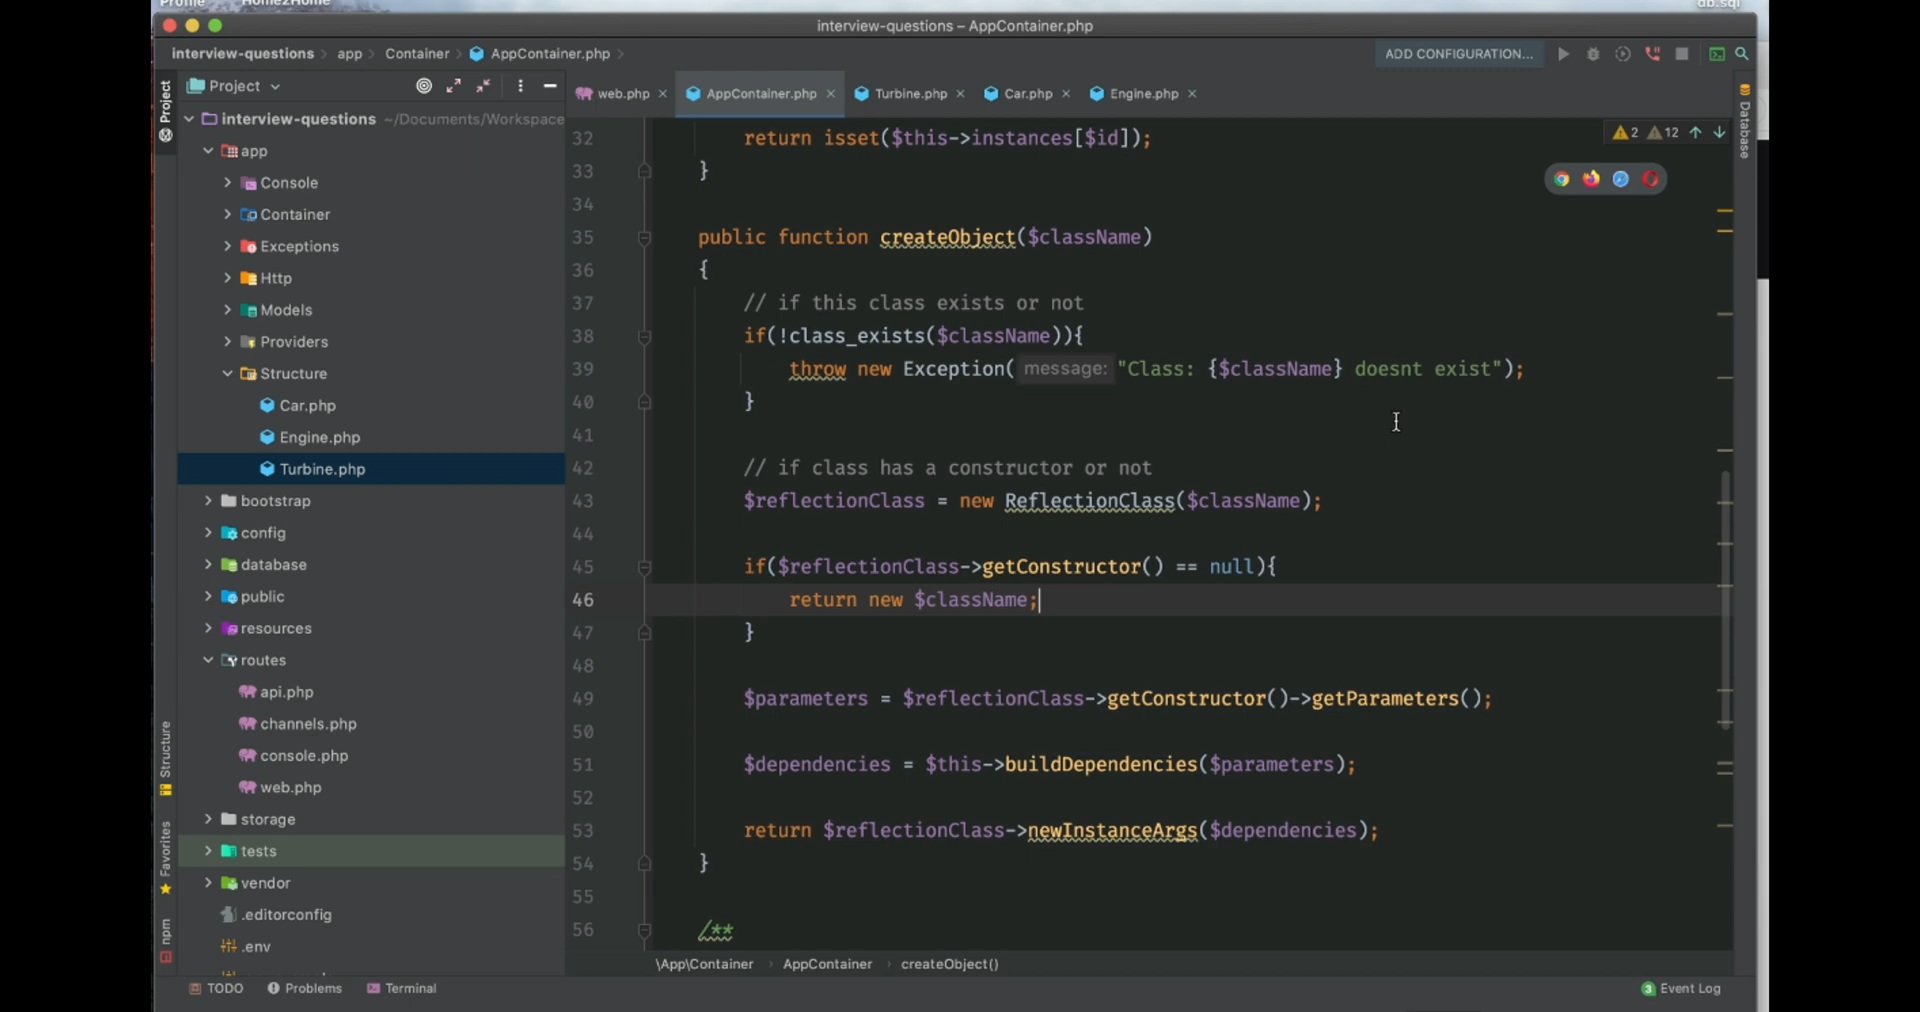 Profile Home2Home db.sql
interview-questions – AppContainer.php
interview-questions app Container AppContainer.php ADD CONFIGURATION...
Project
web.php AppContainer.php Turbine.php Car.php Engine.php
interview-questions ~/Documents/Workspace
app
Console
Container
Exceptions
Http
Models
Providers
Structure
Car.php
Engine.php
Turbine.php
bootstrap
config
database
public
resources
routes
api.php
channels.php
console.php
web.php
storage
tests
vendor
.editorconfig
.env
Project
Structure
Favorites
npm
2 12
Database
32 return isset($this->instances[$id]);
33 }
34
35 public function createObject($className)
36 {
37 // if this class exists or not
38 if(!class_exists($className)){
39 throw new Exception( message: "Class: {$className} doesnt exist");
40 }
41
42 // if class has a constructor or not
43 $reflectionClass = new ReflectionClass($className);
44
45 if($reflectionClass->getConstructor() == null){
46 return new $className;
47 }
48
49 $parameters = $reflectionClass->getConstructor()->getParameters();
50
51 $dependencies = $this->buildDependencies($parameters);
52
53 return $reflectionClass->newInstanceArgs($dependencies);
54 }
55
56 /**
\App\Container AppContainer createObject()
TODO Problems Terminal 3 Event Log